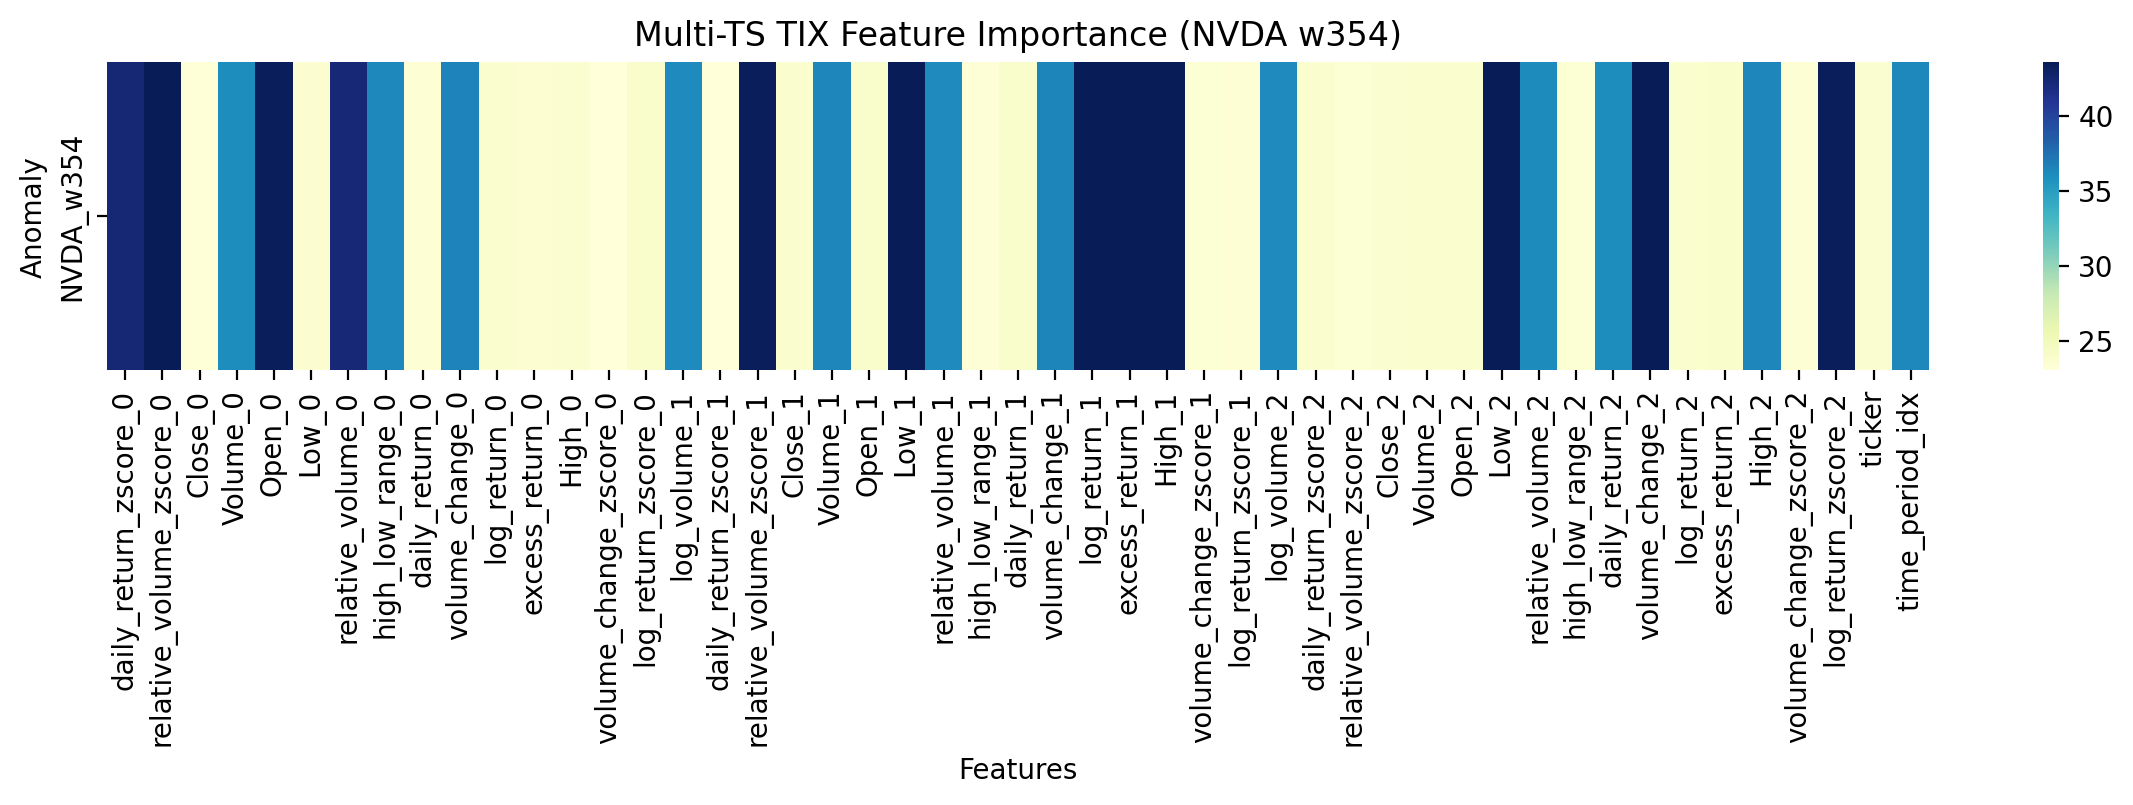 Multi-TS TIX Feature Importance (NVDA w354)
Anomaly
NVDA_w354
40
35
30
25
daily_return_zscore_0
relative_volume_zscore_0
Close_0
Volume_0
Open_0
Low_0
relative_volume_0
high_low_range_0
daily_return_0
volume_change_0
log_return_0
excess_return_0
High_0
volume_change_zscore_0
log_return_zscore_0
log_volume_1
daily_return_zscore_1
relative_volume_zscore_1
Close_1
Volume_1
Open_1
Low_1
relative_volume_1
high_low_range_1
daily_return_1
volume_change_1
log_return_1
excess_return_1
High_1
volume_change_zscore_1
log_return_zscore_1
log_volume_2
daily_return_zscore_2
relative_volume_zscore_2
Close_2
Volume_2
Open_2
Low_2
relative_volume_2
high_low_range_2
daily_return_2
volume_change_2
log_return_2
excess_return_2
High_2
volume_change_zscore_2
log_return_zscore_2
ticker
time_period_idx
Features